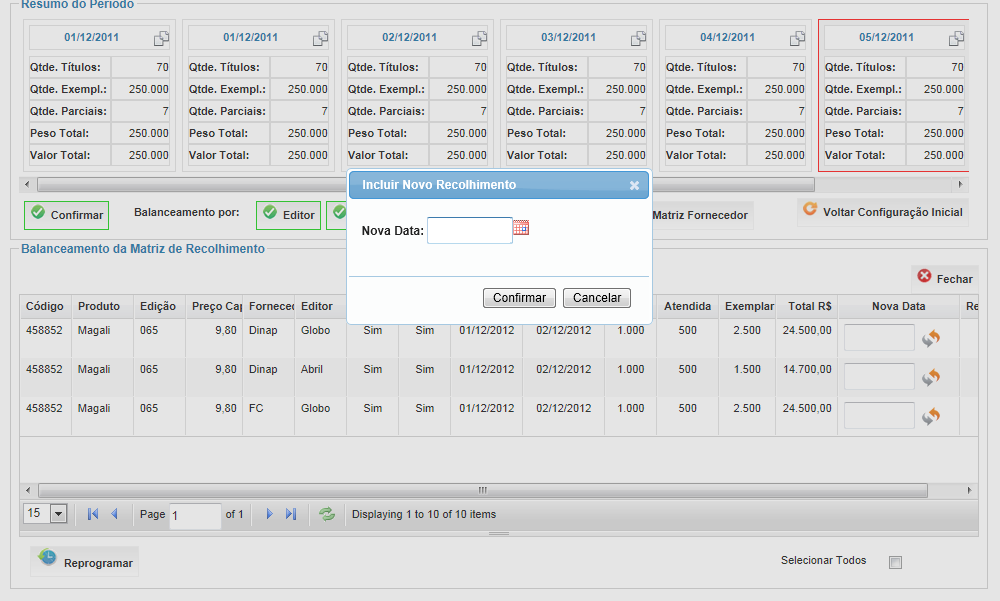 Resumo do Período
01/12/2011 01/12/2011 02/12/2011 03/12/2011 04/12/2011 05/12/2011
Qtde. Títulos: 70 Qtde. Títulos: 70 Qtde. Títulos: 70 Qtde. Títulos: 70 Qtde. Títulos: 70 Qtde. Títulos: 70
Qtde. Exempl.: 250.000 Qtde. Exempl.: 250.000 Qtde. Exempl.: 250.000 Qtde. Exempl.: 250.000 Qtde. Exempl.: 250.000 Qtde. Exempl.: 250.000
Qtde. Parciais: 7 Qtde. Parciais: 7 Qtde. Parciais: 7 Qtde. Parciais: 7 Qtde. Parciais: 7 Qtde. Parciais: 7
Peso Total: 250.000 Peso Total: 250.000 Peso Total: 250.000 Peso Total: 250.000 Peso Total: 250.000 Peso Total: 250.000
Valor Total: 250.000 Valor Total: 250.000 Valor Total: 250.000 Valor Total: 250.000 Valor Total: 250.000 Valor Total: 250.000
Incluir Novo Recolhimento
Confirmar Balanceamento por: Editor Matriz Fornecedor Voltar Configuração Inicial
Nova Data:
Confirmar Cancelar
Balanceamento da Matriz de Recolhimento
Fechar
Código Produto Edição Preço Cap Fornecec Editor Atendida Exemplar Total R$ Nova Data Re
458852 Magali 065 9,80 Dinap Globo Sim Sim 01/12/2012 02/12/2012 1.000 500 2.500 24.500,00
458852 Magali 065 9,80 Dinap Abril Sim Sim 01/12/2012 02/12/2012 1.000 500 1.500 14.700,00
458852 Magali 065 9,80 FC Globo Sim Sim 01/12/2012 02/12/2012 1.000 500 2.500 24.500,00
15 Page 1 of 1 Displaying 1 to 10 of 10 items
Reprogramar Selecionar Todos